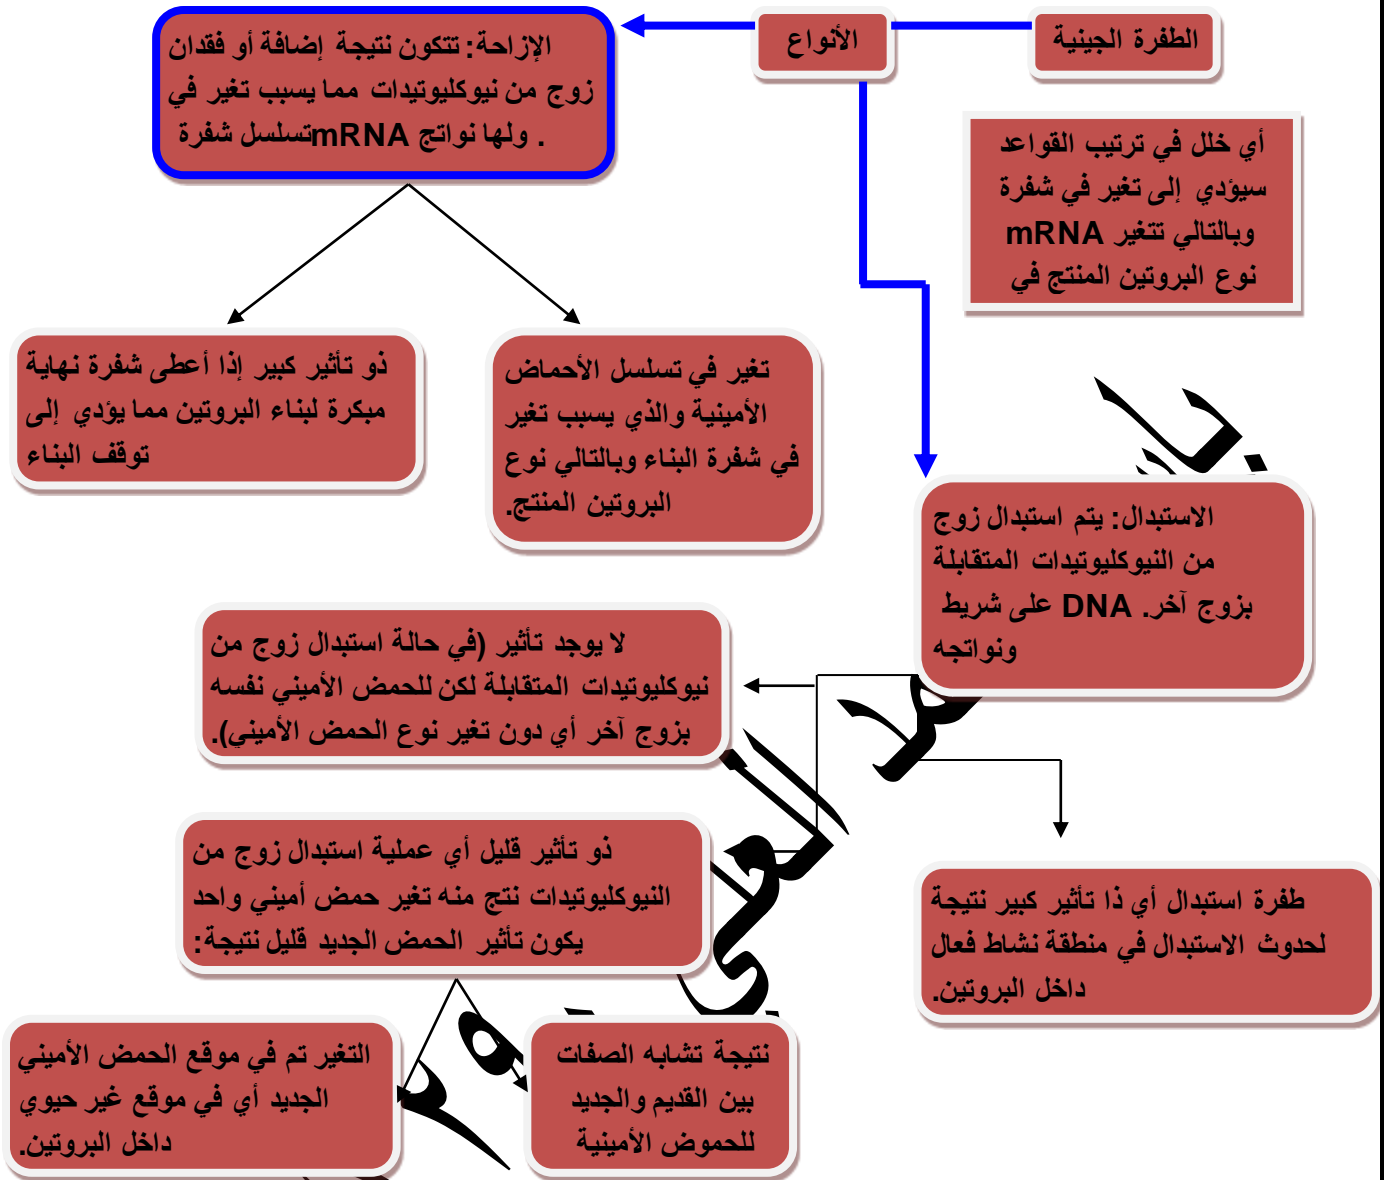 الطفرة الجينية
الأنواع
الإزاحة: تتكون نتيجة إضافة أو فقدان
زوج من نيوكليوتيدات مما يسبب تغير في
تسلسل شفرة mRNA ولها نواتج .
أي خلل في ترتيب القواعد
سيؤدي إلى تغير في شفرة
mRNA وبالتالي تتغير
نوع البروتين المنتج في
تغير في تسلسل الأحماض
الأمينية والذي يسبب تغير
في شفرة البناء وبالتالي نوع
البروتين المنتج.
ذو تأثير كبير إذا أعطى شفرة نهاية
مبكرة لبناء البروتين مما يؤدي إلى
توقف البناء
الاستبدال: يتم استبدال زوج
من النيوكليوتيدات المتقابلة
على شريط DNA بزوج آخر.
ونواتجه
لا يوجد تأثير (في حالة استبدال زوج من
نيوكليوتيدات المتقابلة لكن للحمض الأميني نفسه
بزوج آخر أي دون تغير نوع الحمض الأميني).
ذو تأثير قليل أي عملية استبدال زوج من
النيوكليوتيدات نتج منه تغير حمض أميني واحد
يكون تأثير الحمض الجديد قليل نتيجة:
طفرة استبدال أي ذا تأثير كبير نتيجة
لحدوث الاستبدال في منطقة نشاط فعال
داخل البروتين.
نتيجة تشابه الصفات
بين القديم والجديد
للحموض الأمينية
التغير تم في موقع الحمض الأميني
الجديد أي في موقع غير حيوي
داخل البروتين.